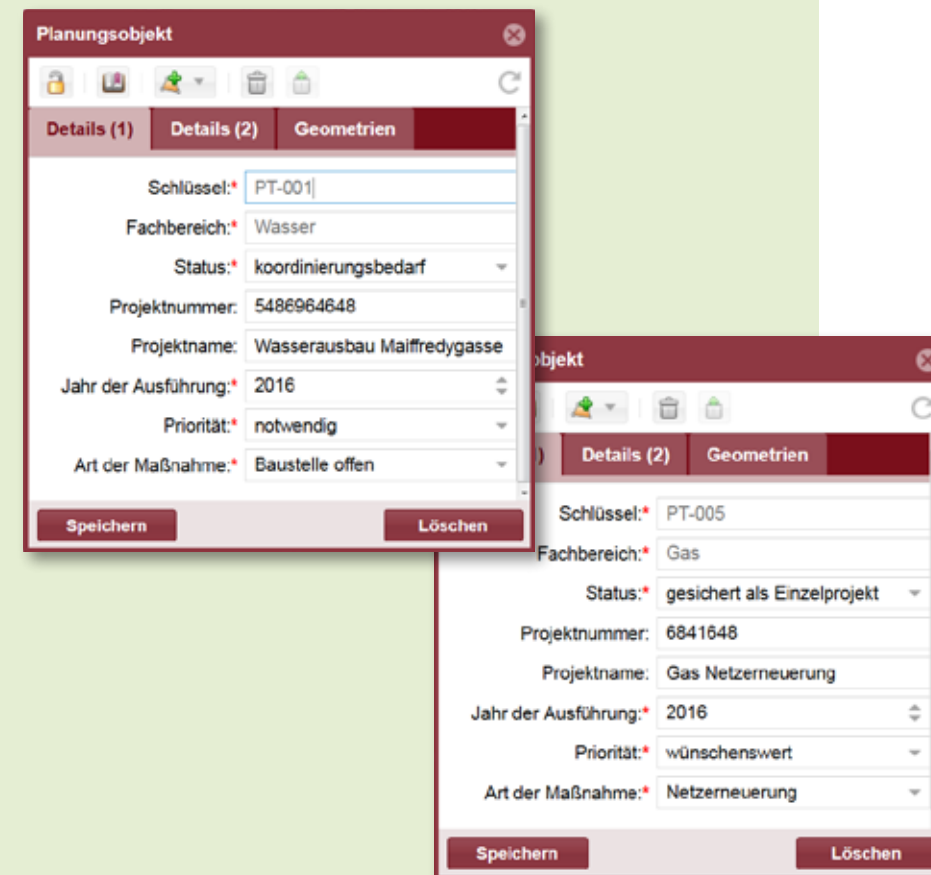 Planungsobjekt
Details (1) Details (2) Geometrien
Schlüssel:* PT-001
Fachbereich:* Wasser
Status:* koordinierungsbedarf
Projektnummer: 5486964648
Projektname: Wasserausbau Maiffredygasse
Jahr der Ausführung:* 2016
Priorität:* notwendig
Art der Maßnahme:* Baustelle offen
Speichern Löschen
objekt
) Details (2) Geometrien
Schlüssel:* PT-005
Fachbereich:* Gas
Status:* gesichert als Einzelprojekt
Projektnummer: 6841648
Projektname: Gas Netzerneuerung
Jahr der Ausführung:* 2016
Priorität:* wünschenswert
Art der Maßnahme:* Netzerneuerung
Speichern Löschen